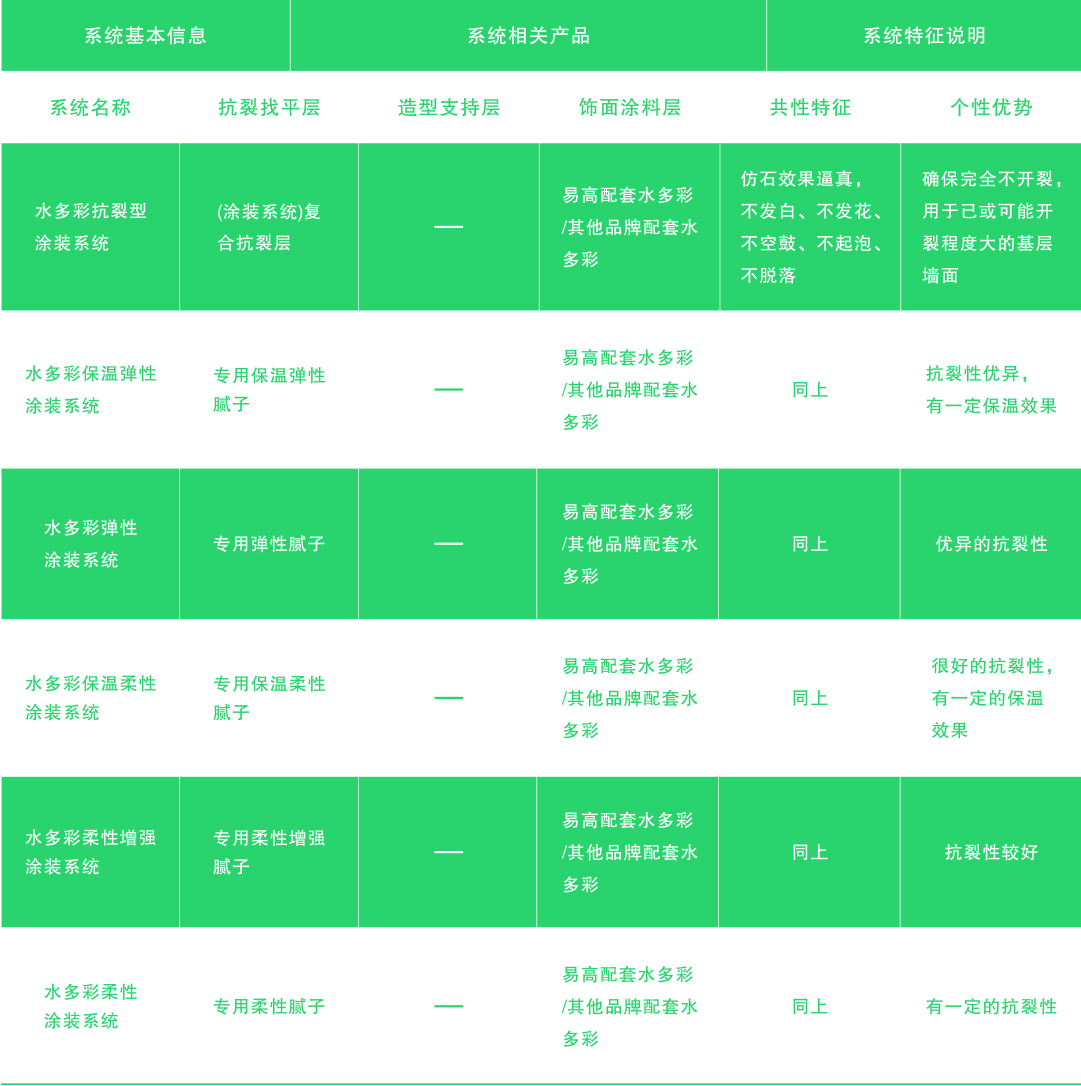 系统基本信息
系统相关产品
系统特征说明
系统名称
抗裂找平层
造型支持层
饰面涂料层
共性特征
个性优势
水多彩抗裂型
涂装系统
(涂装系统)复
合抗裂层
—
易高配套水多彩
/其他品牌配套水
多彩
仿石效果逼真，
不发白、不发花、
不空鼓、不起泡、
不脱落
确保完全不开裂，
用于已或可能开
裂程度大的基层
墙面
水多彩保温弹性
涂装系统
专用保温弹性
腻子
—
易高配套水多彩
/其他品牌配套水
多彩
同上
抗裂性优异，
有一定保温效果
水多彩弹性
涂装系统
专用弹性腻子
—
易高配套水多彩
/其他品牌配套水
多彩
同上
优异的抗裂性
水多彩保温柔性
涂装系统
专用保温柔性
腻子
—
易高配套水多彩
/其他品牌配套水
多彩
同上
很好的抗裂性，
有一定的保温
效果
水多彩柔性增强
涂装系统
专用柔性增强
腻子
—
易高配套水多彩
/其他品牌配套水
多彩
同上
抗裂性较好
水多彩柔性
涂装系统
专用柔性腻子
—
易高配套水多彩
/其他品牌配套水
多彩
同上
有一定的抗裂性